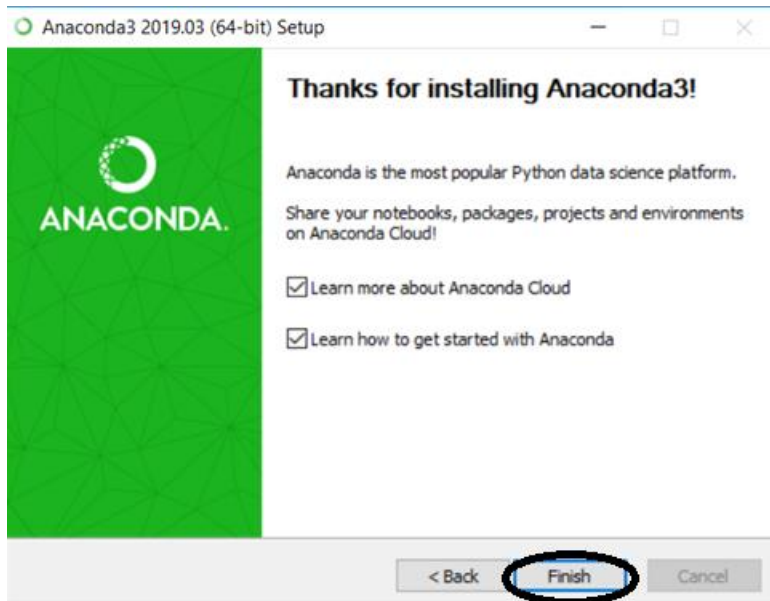 Anaconda3 2019.03 (64-bit) Setup
Thanks for installing Anaconda3!
ANACONDA.
Anaconda is the most popular Python data science platform.
Share your notebooks, packages, projects and environments
on Anaconda Cloud!
Learn more about Anaconda Cloud
Learn how to get started with Anaconda
< Back
Finish
Cancel